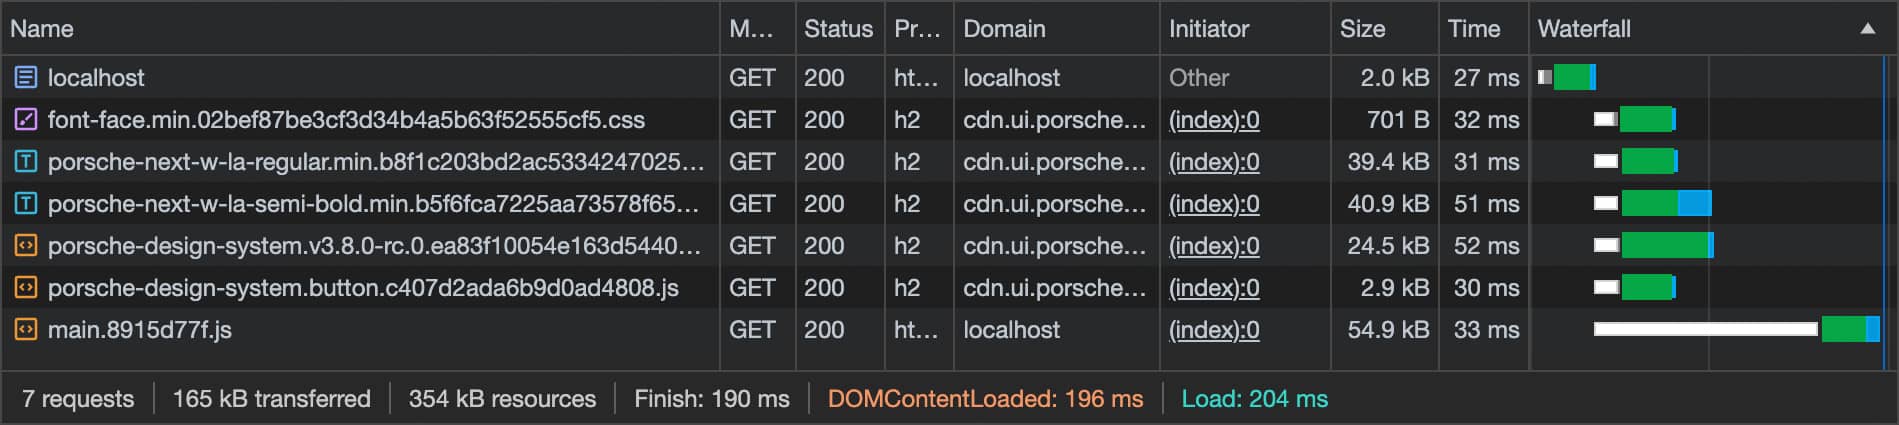 Name M... Status Pr... Domain Initiator Size Time Waterfall
localhost GET 200 ht... localhost Other 2.0 kB 27 ms
font-face.min.02bef87be3cf3d34b4a5b63f52555cf5.css GET 200 h2 cdn.ui.porsche... (index):0 701 B 32 ms
porsche-next-w-la-regular.min.b8f1c203bd2ac5334247025... GET 200 h2 cdn.ui.porsche... (index):0 39.4 kB 31 ms
porsche-next-w-la-semi-bold.min.b5f6fca7225aa73578f65... GET 200 h2 cdn.ui.porsche... (index):0 40.9 kB 51 ms
porsche-design-system.v3.8.0-rc.0.ea83f10054e163d5440... GET 200 h2 cdn.ui.porsche... (index):0 24.5 kB 52 ms
porsche-design-system.button.c407d2ada6b9d0ad4808.js GET 200 h2 cdn.ui.porsche... (index):0 2.9 kB 30 ms
main.8915d77f.js GET 200 ht... localhost (index):0 54.9 kB 33 ms
7 requests 165 kB transferred 354 kB resources Finish: 190 ms DOMContentLoaded: 196 ms Load: 204 ms